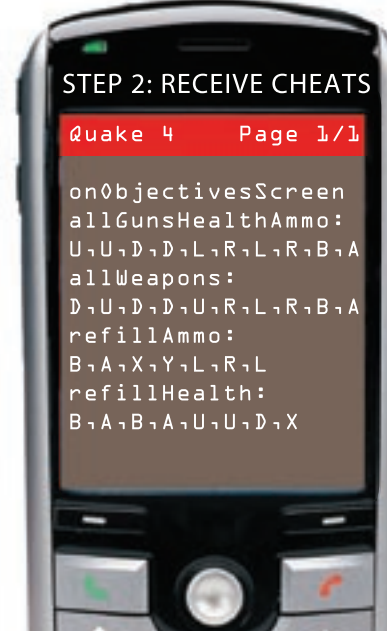 STEP 2: RECEIVE CHEATS
Quake 4 Page 1/1
onObjectivesScreen
allGunsHealthAmmo:
U,U,D,D,L,R,L,R,B,A
allWeapons:
D,U,D,D,U,R,L,R,B,A
refillAmmo:
B,A,X,Y,L,R,L
refillHealth:
B,A,B,A,U,U,D,X